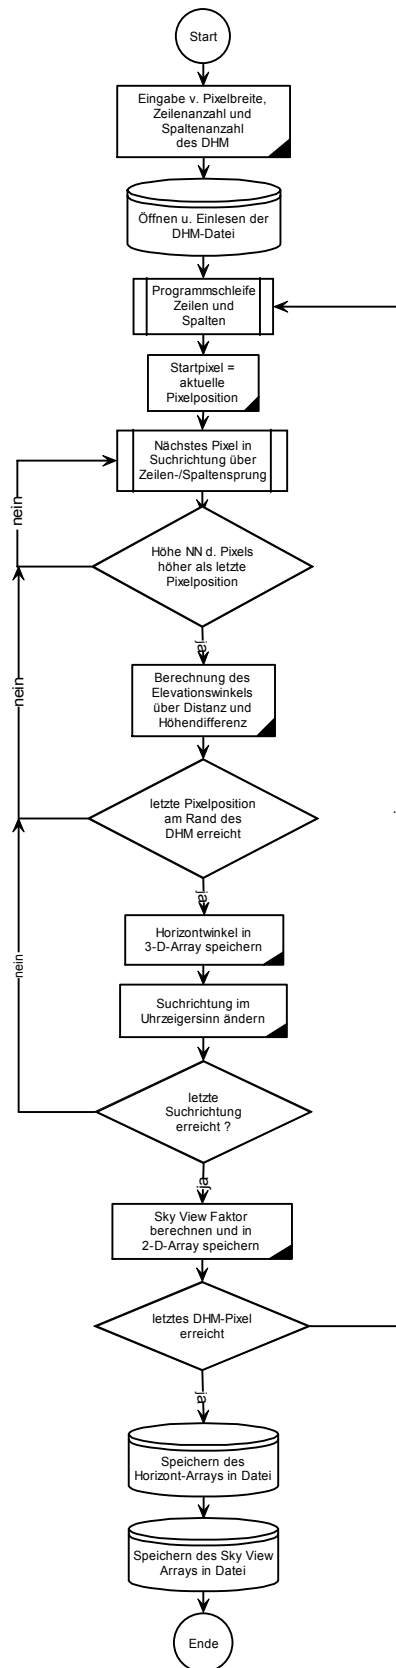 Start
Eingabe v. Pixelbreite,
Zeilenanzahl und
Spaltenanzahl
des DHM
Öffnen u. Einlesen der
DHM-Datei
Programmschleife
Zeilen und
Spalten
Startpixel =
aktuelle
Pixelposition
Nächstes Pixel in
Suchrichtung über
Zeilen-/Spaltensprung
nein
Höhe NN d. Pixels
höher als letzte
Pixelposition
ja
nein
Berechnung des
Elevationswinkels
über Distanz und
Höhendifferenz
letzte Pixelposition
am Rand des
DHM erreicht
ja
nein
Horizontwinkel in
3-D-Array speichern
Suchrichtung im
Uhrzeigersinn ändern
letzte
Suchrichtung
erreicht ?
ja
Sky View Faktor
berechnen und in
2-D-Array speichern
letztes DHM-Pixel
erreicht
ja
Speichern des
Horizont-Arrays in Datei
Speichern des Sky View
Arrays in Datei
Ende